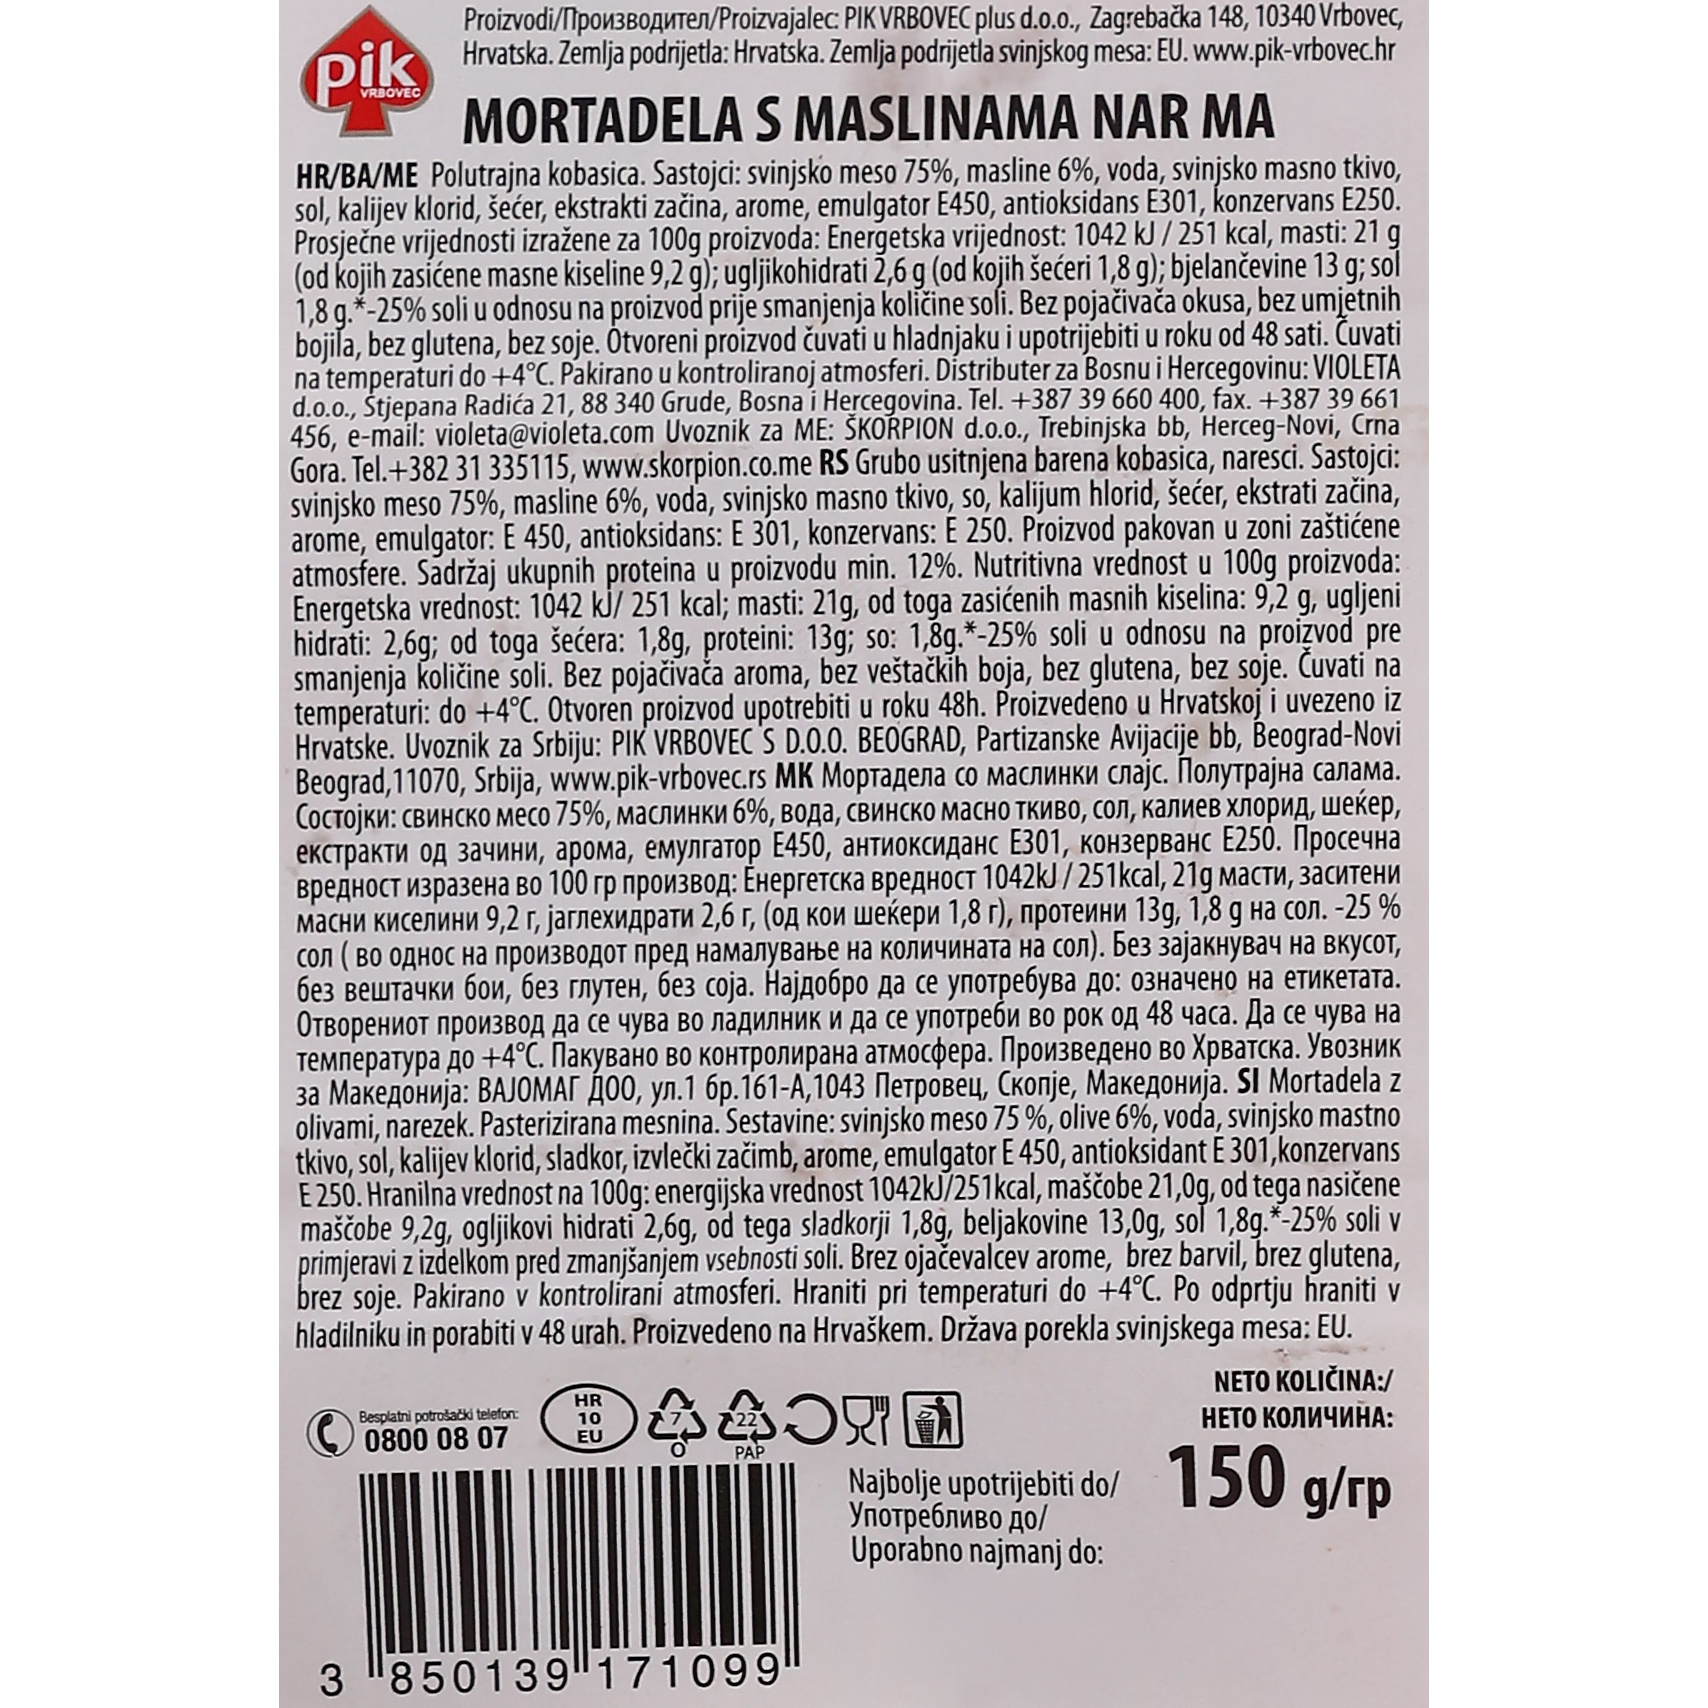 pik
VRBOVEC
Proizvodi/Производител/Proizvajalec: PIK VRBOVEC plus d.o.o., Zagrebačka 148, 10340 Vrbovec,
Hrvatska. Zemlja podrijetla: Hrvatska. Zemlja podrijetla svinjskog mesa: EU. www.pik-vrbovec.hr
MORTADELA S MASLINAMA NAR MA
HR/BA/ME Polutrajna kobasica. Sastojci: svinjsko meso 75%, masline 6%, voda, svinjsko masno tkivo,
sol, kalijev klorid, šećer, ekstrakti začina, arome, emulgator E450, antioksidans E301, konzervans E250.
Prosječne vrijednosti izražene za 100g proizvoda: Energetska vrijednost: 1042 kJ / 251 kcal, masti: 21 g
(od kojih zasićene masne kiseline 9,2 g); ugljikohidrati 2,6 g (od kojih šećeri 1,8 g); bjelančevine 13 g; sol
1,8 g.*-25% soli u odnosu na proizvod prije smanjenja količine soli. Bez pojačivača okusa, bez umjetnih
bojila, bez glutena, bez soje. Otvoreni proizvod čuvati u hladnjaku i upotrijebiti u roku od 48 sati. Čuvati
na temperaturi do +4°C. Pakirano u kontroliranoj atmosferi. Distributer za Bosnu i Hercegovinu: VIOLETA
d.o.o., Stjepana Radića 21, 88 340 Grude, Bosna i Hercegovina. Tel. +387 39 660 400, fax. +387 39 661
456, e-mail: violeta@violeta.com Uvoznik za ME: ŠKORPION d.o.o., Trebinjska bb, Herceg-Novi, Crna
Gora. Tel.+382 31 335115, www.skorpion.co.me RS Grubo usitnjena barena kobasica, naresci. Sastojci:
svinjsko meso 75%, masline 6%, voda, svinjsko masno tkivo, so, kalijum hlorid, šećer, ekstrati začina,
arome, emulgator: E 450, antioksidans: E 301, konzervans: E 250. Proizvod pakovan u zoni zaštićene
atmosfere. Sadržaj ukupnih proteina u proizvodu min. 12%. Nutritivna vrednost u 100g proizvoda:
Energetska vrednost: 1042 kJ/ 251 kcal; masti: 21g, od toga zasićenih masnih kiselina: 9,2 g, ugljeni
hidrati: 2,6g; od toga šećera: 1,8g, proteini: 13g; so: 1,8g.*-25% soli u odnosu na proizvod pre
smanjenja količine soli. Bez pojačivača aroma, bez veštačkih boja, bez glutena, bez soje. Čuvati na
temperaturi: do +4°C. Otvoren proizvod upotrebiti u roku 48h. Proizvedeno u Hrvatskoj i uvezeno iz
Hrvatske. Uvoznik za Srbiju: PIK VRBOVEC S D.O.O. BEOGRAD, Partizanske Avijacije bb, Beograd-Novi
Beograd,11070, Srbija, www.pik-vrbovec.rs MK Мортадела со маслинки слајс. Полутрајна салама.
Состојки: свинско месо 75%, маслинки 6%, вода, свинско масно ткиво, сол, калиев хлорид, шеќер,
екстракти од зачини, арома, емулгатор Е450, антиоксиданс Е301, конзерванс Е250. Просечна
вредност изразена во 100 гр производ: Енергетска вредност 1042kJ / 251kcal, 21g масти, заситени
масни киселини 9,2 г, јаглехидрати 2,6 г, (од кои шеќери 1,8 г), протеини 13g, 1,8 g на сол. -25 %
сол ( во однос на производот пред намалување на количината на сол). Без зајакнувач на вкусот,
без вештачки бои, без глутен, без соја. Најдобро да се употребува до: означено на етикетата.
Отворениот производ да се чува во ладилник и да се употреби во рок од 48 часа. Да се чува на
температура до +4°C. Пакувано во контролирана атмосфера. Произведено во Хрватска. Увозник
за Македонија: ВАЈОМАГ ДОО, ул.1 бр.161-А,1043 Петровец, Скопје, Македонија. SI Mortadela z
olivami, narezek. Pasterizirana mesnina. Sestavine: svinjsko meso 75 %, olive 6%, voda, svinjsko mastno
tkivo, sol, kalijev klorid, sladkor, izvlečki začimb, arome, emulgator E 450, antioksidant E 301,konzervans
E 250. Hranilna vrednost na 100g: energijska vrednost 1042kJ/251kcal, maščobe 21,0g, od tega nasičene
maščobe 9,2g, ogljikovi hidrati 2,6g, od tega sladkorji 1,8g, beljakovine 13,0g, sol 1,8g.*-25% soli v
primjeravi z izdelkom pred zmanjšanjem vsebnosti soli. Brez ojačevalcev arome, brez barvil, brez glutena,
brez soje. Pakirano v kontrolirani atmosferi. Hraniti pri temperaturi do +4°C. Po odprtju hraniti v
hladilniku in porabiti v 48 urah. Proizvedeno na Hrvaškem. Država porekla svinjskega mesa: EU.
NETO KOLIČINA:/
НЕТО КОЛИЧИНА:
150 g/гр
Besplatni potrošački telefon:
0800 08 07
HR
10
EU
7
O
22
PAP
Najbolje upotrijebiti do/
Употребливо до/
Uporabno najmanj do:
3 850139 171099